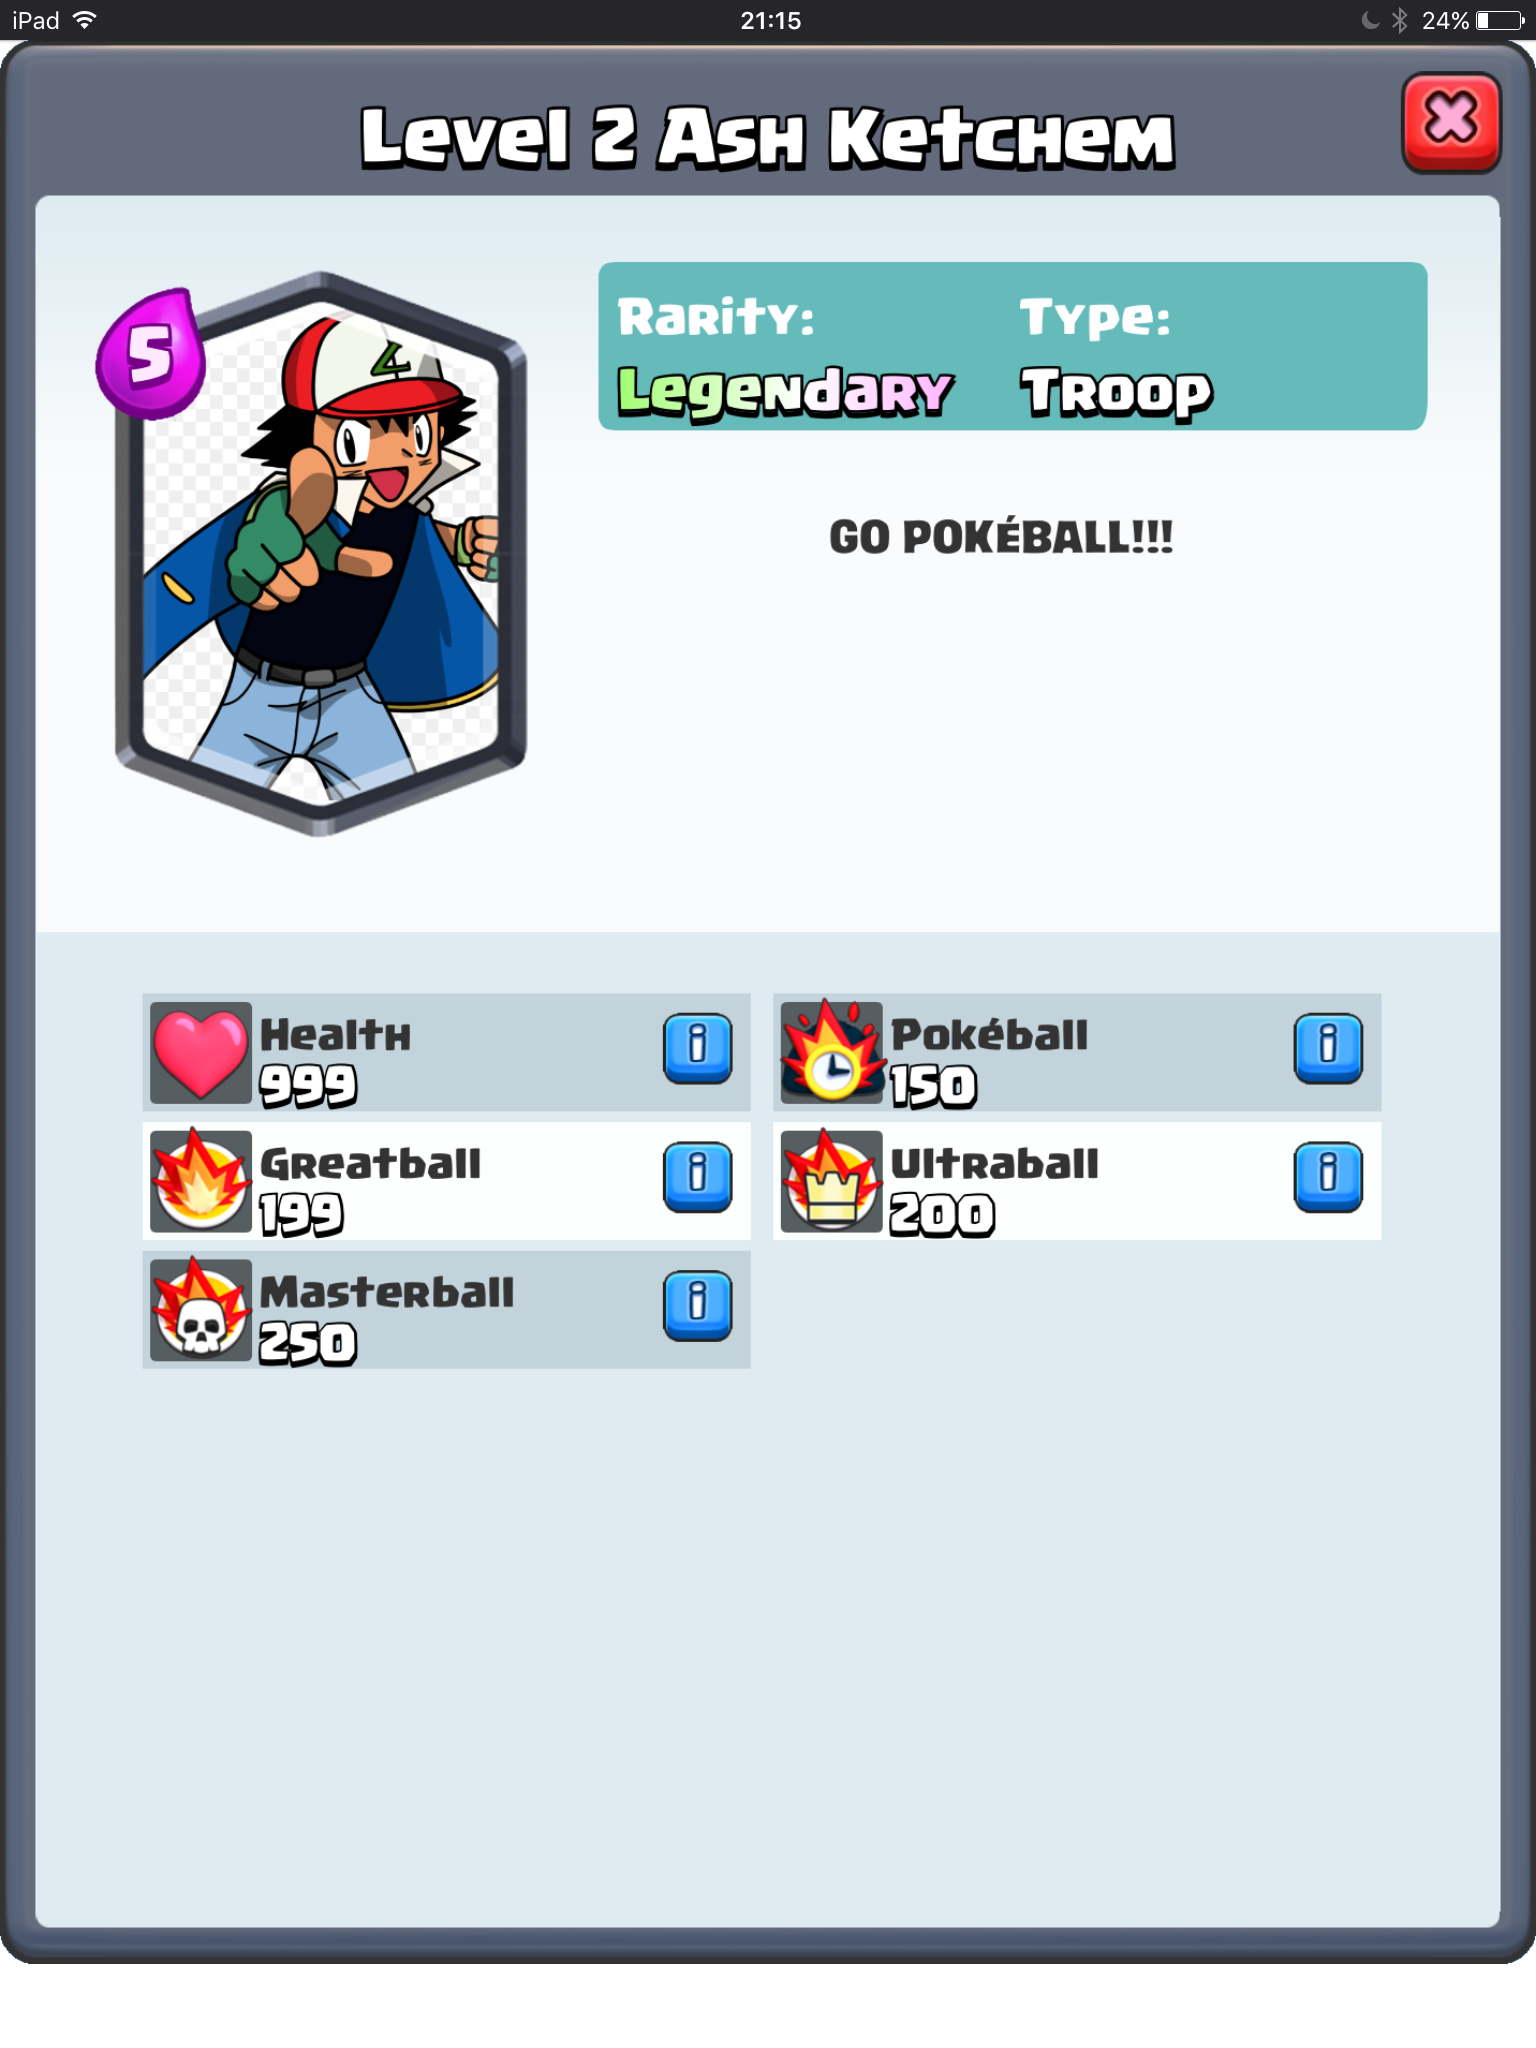 iPad 21:15 24%
Level 2 Ash Ketchem
5
Rarity: Type:
Legendary Troop
GO POKÉBALL!!!
Health
999
Pokéball
150
Greatball
199
Ultraball
200
Masterball
250